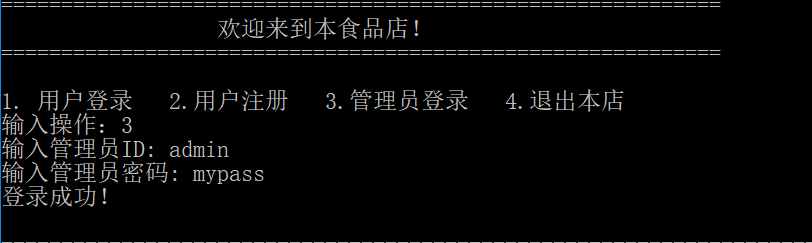 ============================================================
欢迎来到本食品店!
============================================================
1. 用户登录 2.用户注册 3.管理员登录 4.退出本店
输入操作: 3
输入管理员ID: admin
输入管理员密码: mypass
登录成功!